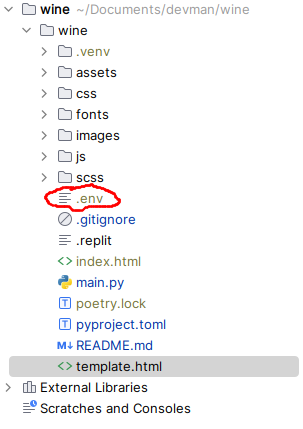 wine ~/Documents/devman/wine
wine
.venv
assets
css
fonts
images
js
scss
.env
.gitignore
.replit
index.html
main.py
poetry.lock
pyproject.toml
README.md
template.html
External Libraries
Scratches and Consoles